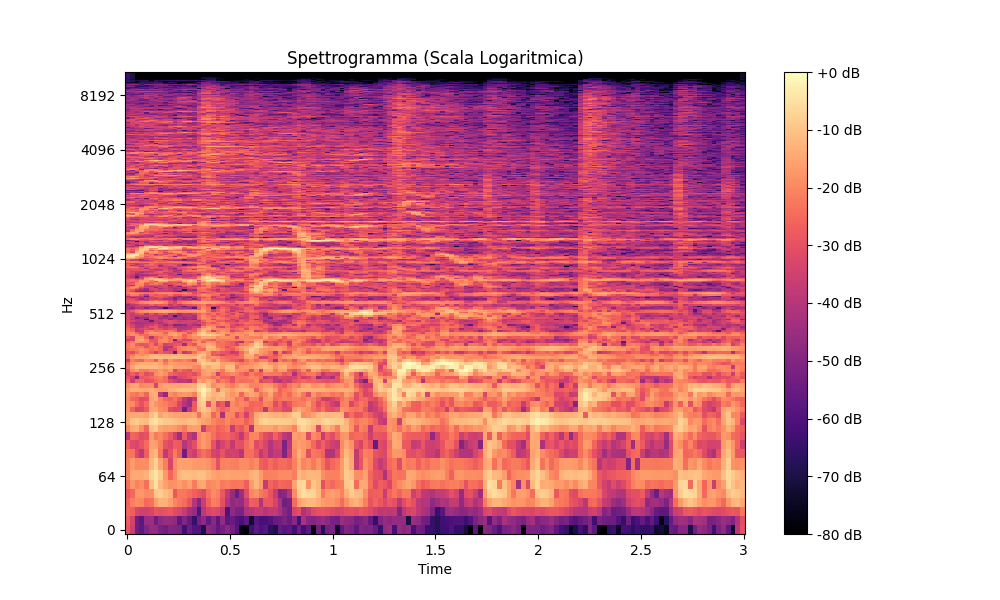 Spettrogramma (Scala Logaritmica)
Hz
8192
4096
2048
1024
512
256
128
64
0
0
0.5
1
1.5
2
2.5
3
Time
+0 dB
-10 dB
-20 dB
-30 dB
-40 dB
-50 dB
-60 dB
-70 dB
-80 dB